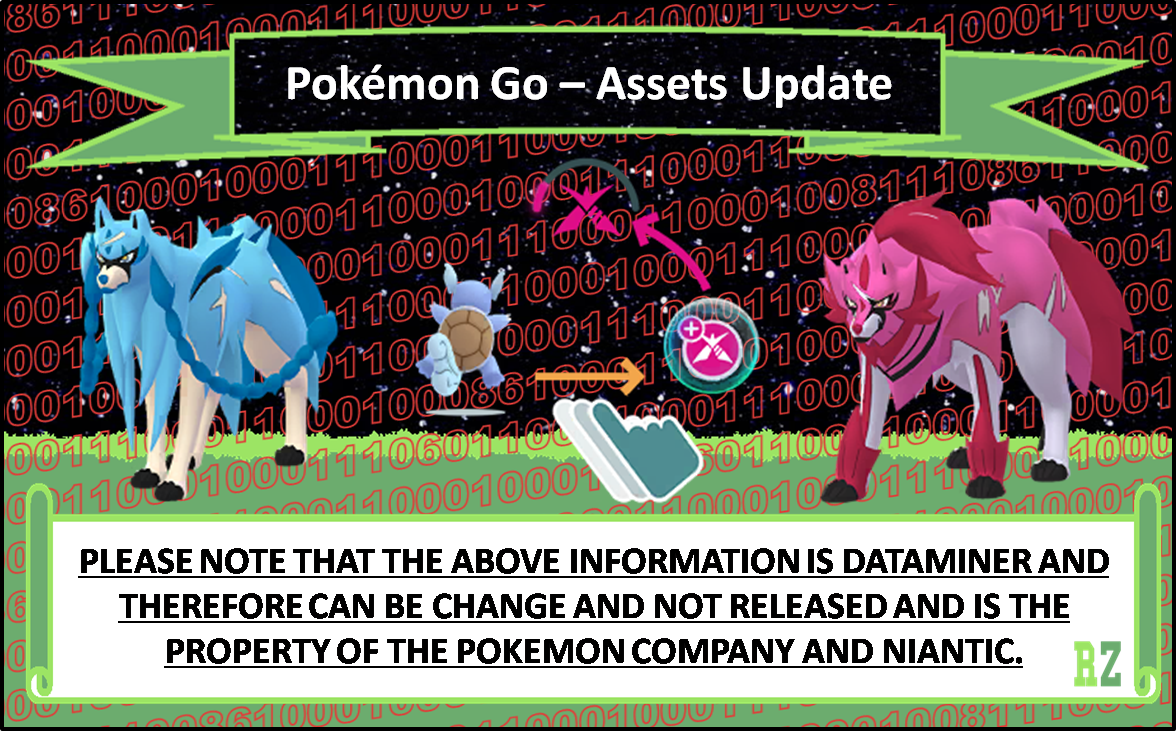 Pokémon Go – Assets Update
PLEASE NOTE THAT THE ABOVE INFORMATION IS DATAMINER AND
THEREFORE CAN BE CHANGE AND NOT RELEASED AND IS THE
PROPERTY OF THE POKEMON COMPANY AND NIANTIC.
RZ